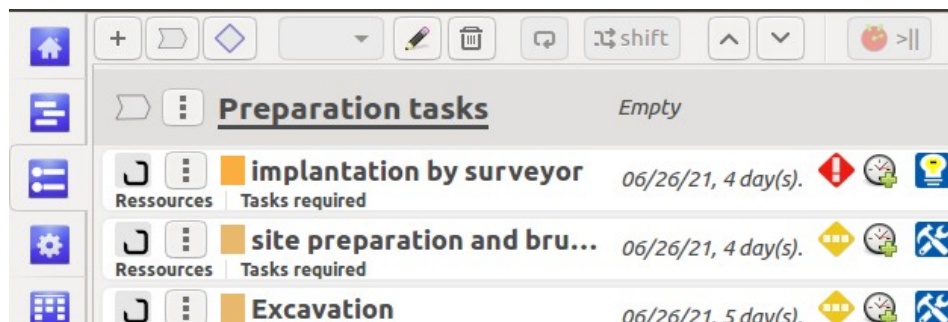 shift
>||
Preparation tasks Empty
implantation by surveyor 06/26/21, 4 day(s).
Ressources Tasks required
site preparation and bru... 06/26/21, 4 day(s).
Ressources Tasks required
Excavation 06/26/21, 5 day(s).